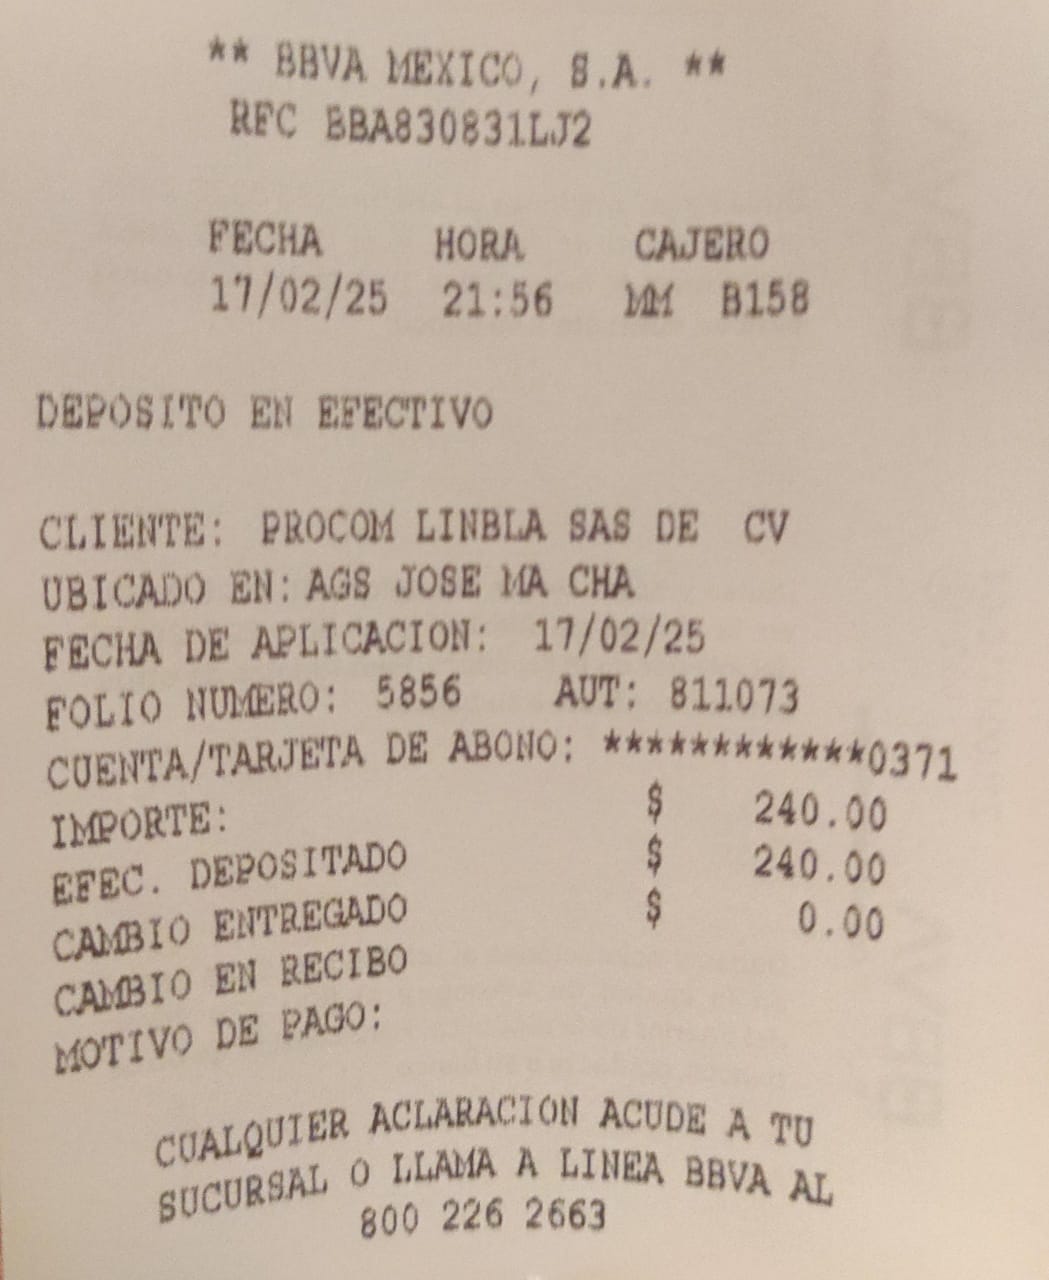 ** BBVA MEXICO, S.A. **
RFC BBA830831LJ2
FECHA HORA CAJERO
17/02/25 21:56 MM B158
DEPOSITO EN EFECTIVO
CLIENTE: PROCOM LINBLA SAS DE CV
UBICADO EN: AGS JOSE MA CHA
FECHA DE APLICACION: 17/02/25
FOLIO NUMERO: 5856 AUT: 811073
CUENTA/TARJETA DE ABONO: ************0371
IMPORTE: $ 240.00
EFEC. DEPOSITADO $ 240.00
CAMBIO ENTREGADO $ 0.00
CAMBIO EN RECIBO
MOTIVO DE PAGO:
CUALQUIER ACLARACION ACUDE A TU
SUCURSAL O LLAMA A LINEA BBVA AL
800 226 2663